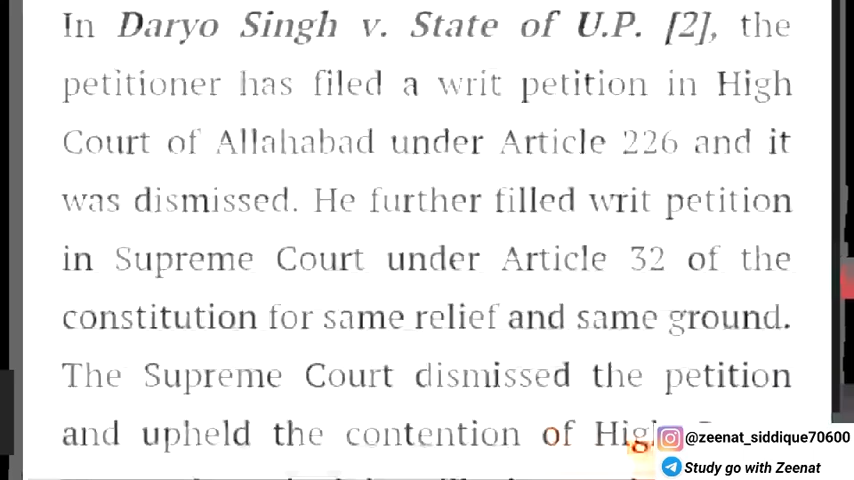 In Daryo Singh v. State of U.P. [2], the
petitioner has filed a writ petition in High
Court of Allahabad under Article 226 and it
was dismissed. He further filled writ petition
in Supreme Court under Article 32 of the
constitution for same relief and same ground.
The Supreme Court dismissed the petition
and upheld the contention of
@zeenat_siddique70600
Study go with Zeenat